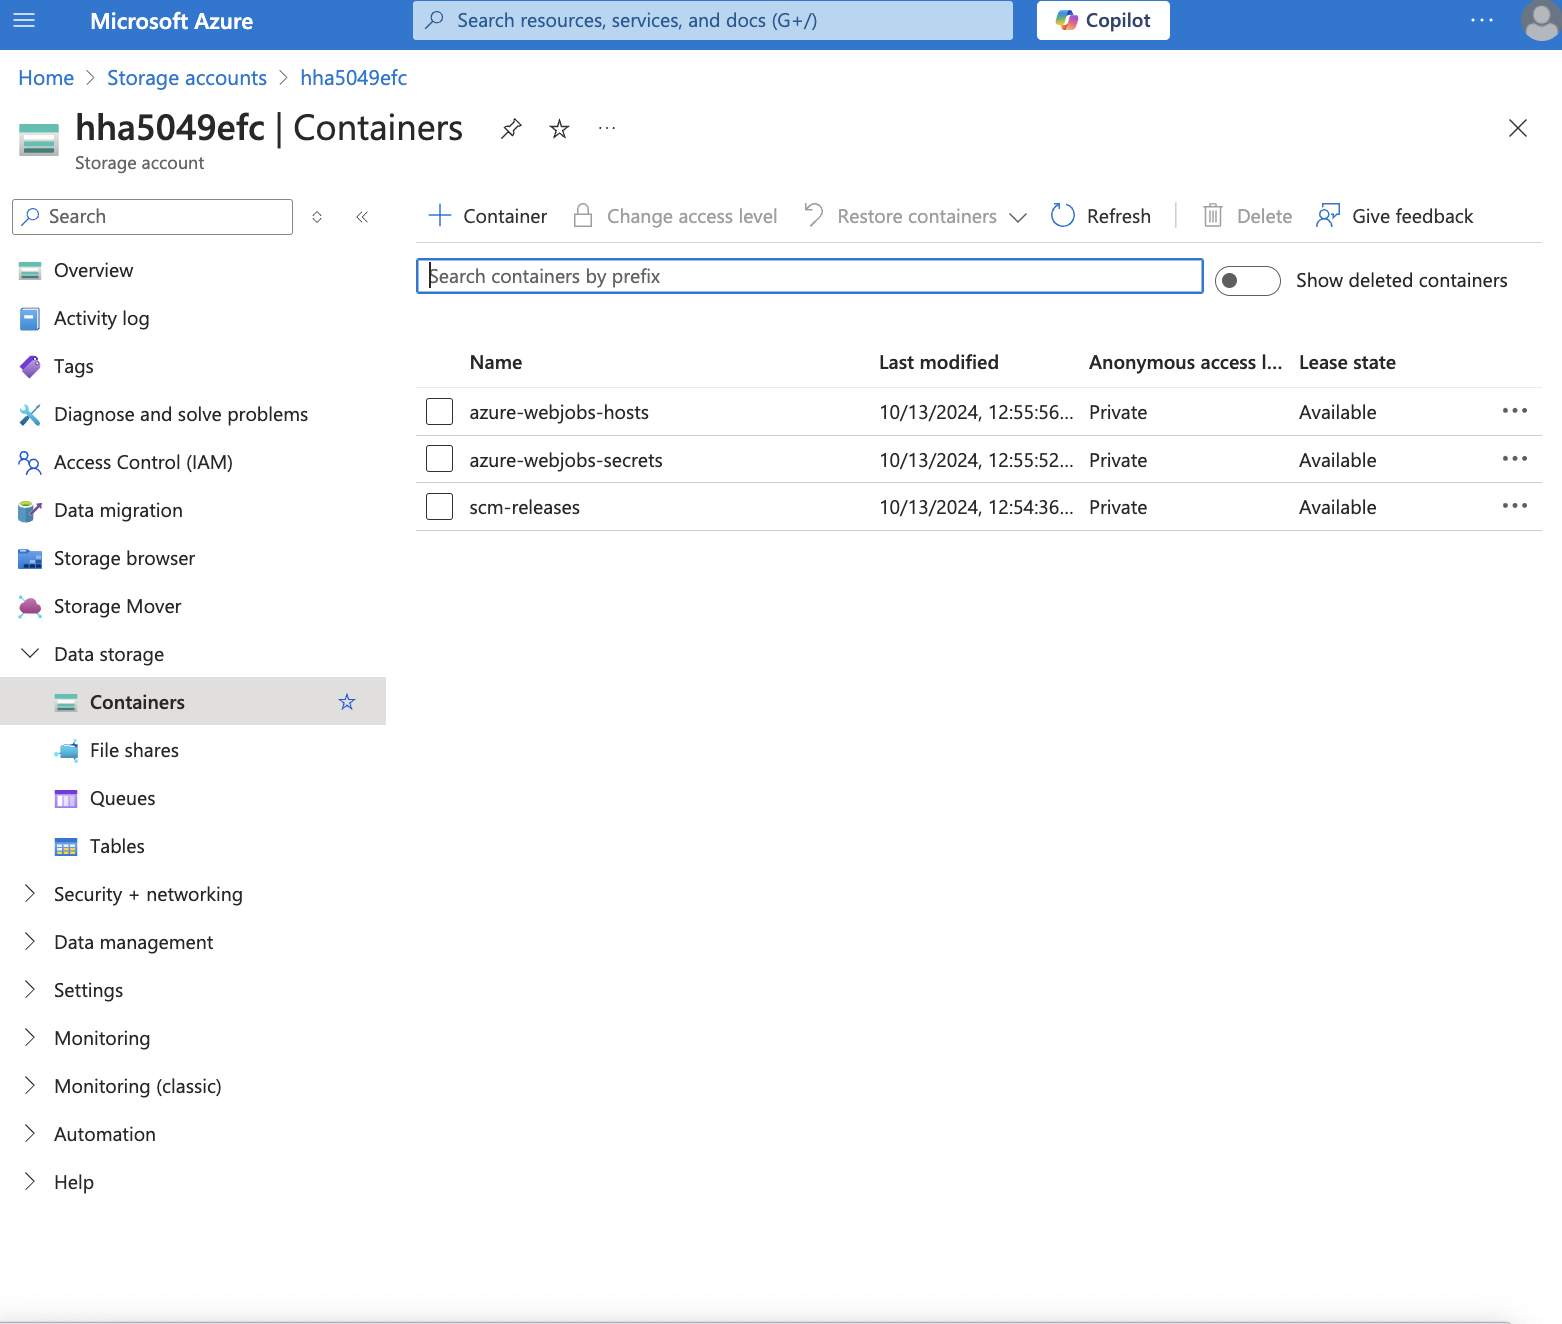 Microsoft Azure
Search resources, services, and docs (G+/)
Copilot
Home > Storage accounts > hha5049efc
hha5049efc | Containers
Storage account
Search
Overview
Activity log
Tags
Diagnose and solve problems
Access Control (IAM)
Data migration
Storage browser
Storage Mover
Data storage
Containers
File shares
Queues
Tables
Security + networking
Data management
Settings
Monitoring
Monitoring (classic)
Automation
Help
Container Change access level Restore containers Refresh Delete Give feedback
Search containers by prefix
Show deleted containers
Name Last modified Anonymous access l... Lease state
azure-webjobs-hosts 10/13/2024, 12:55:56... Private Available
azure-webjobs-secrets 10/13/2024, 12:55:52... Private Available
scm-releases 10/13/2024, 12:54:36... Private Available